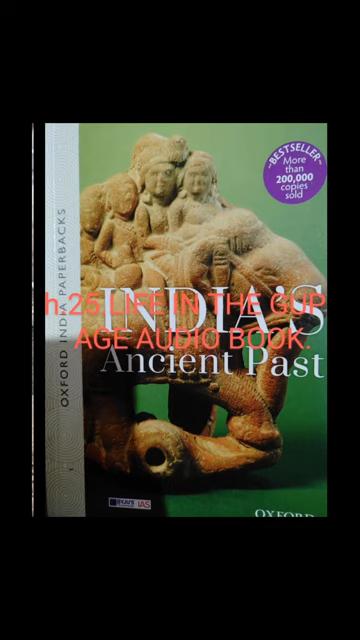 BESTSELLER
More
than
200,000
copies
sold
OXFORD INDIA PAPERBACKS
INDIA'S
h.25.LIFE IN THE GUP
AGE AUDIO BOOK.
Ancient Past
IAS
OXFORD